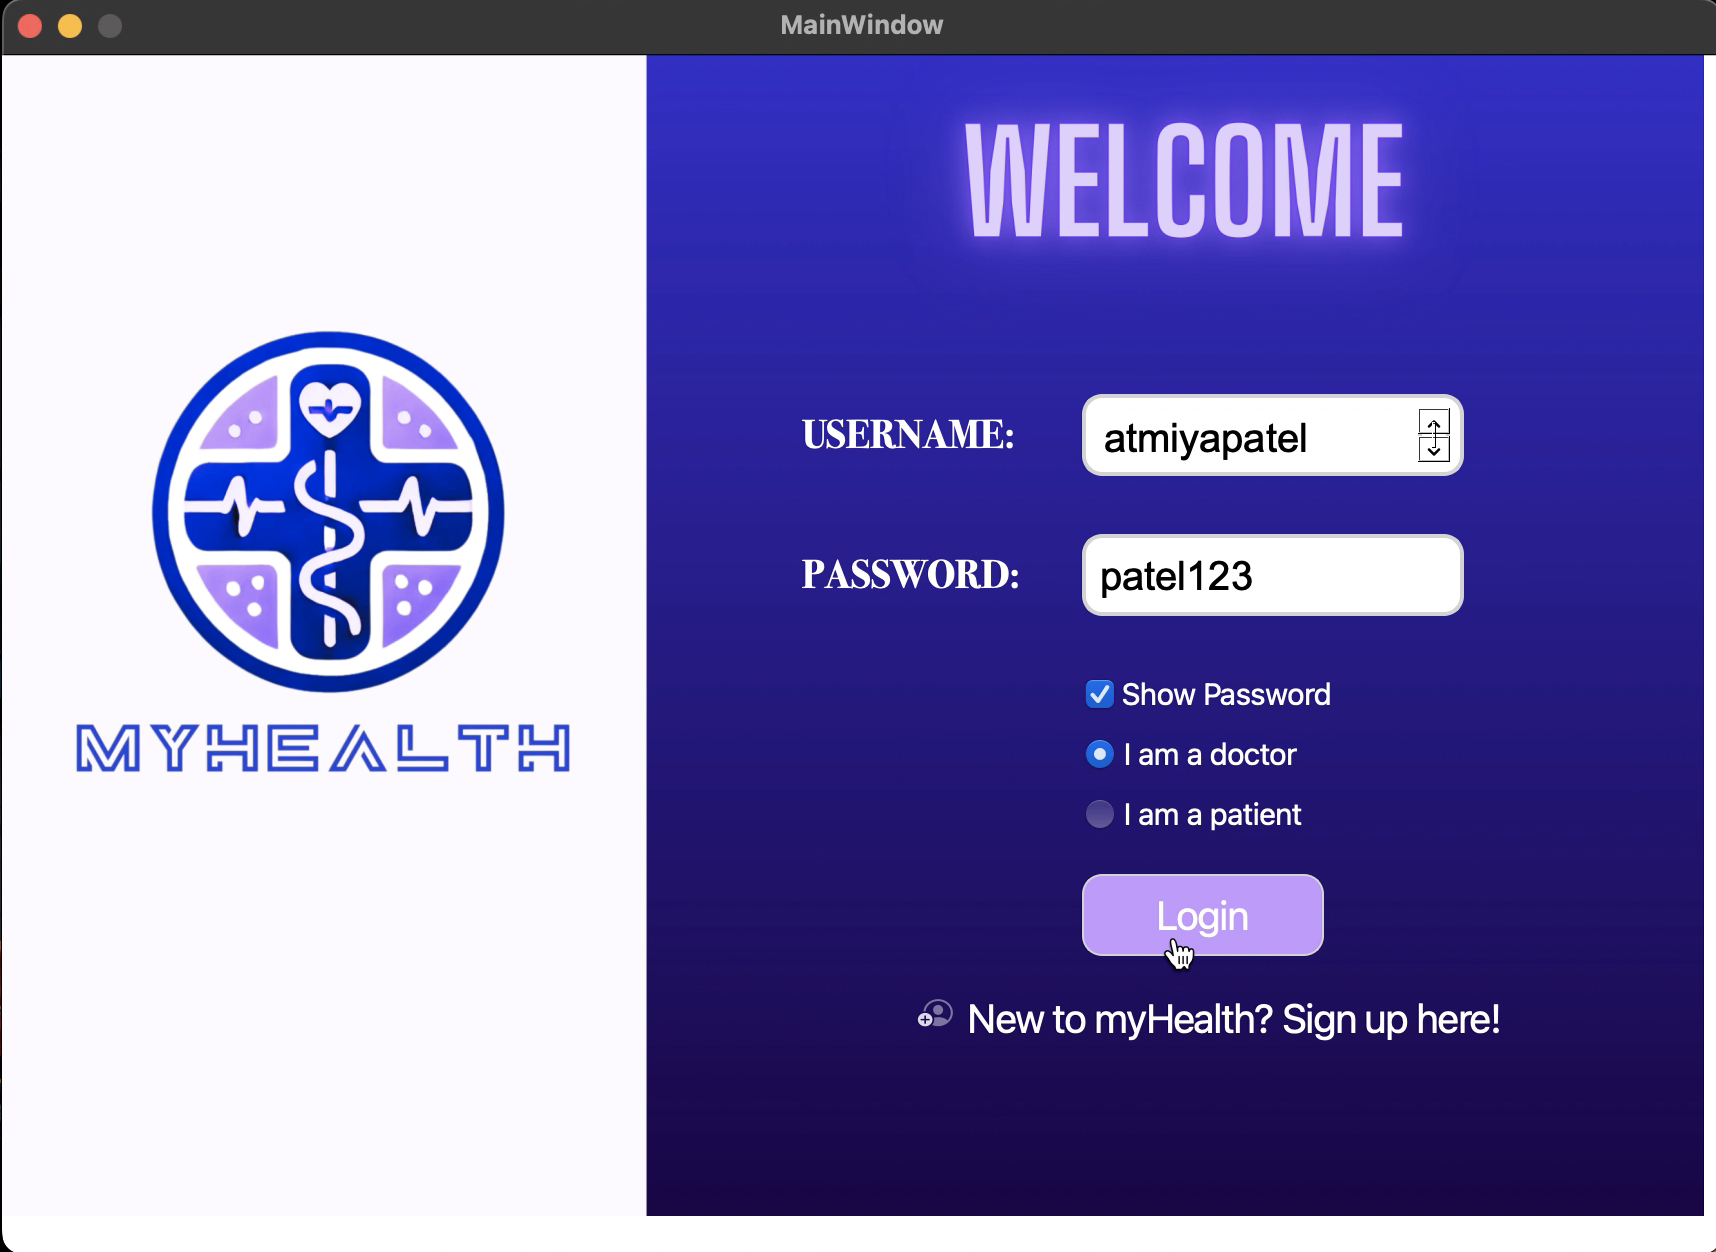 MainWindow
WELCOME
USERNAME: atmiyapatel
PASSWORD: patel123
Show Password
I am a doctor
I am a patient
Login
New to myHealth? Sign up here!
MYHEALTH